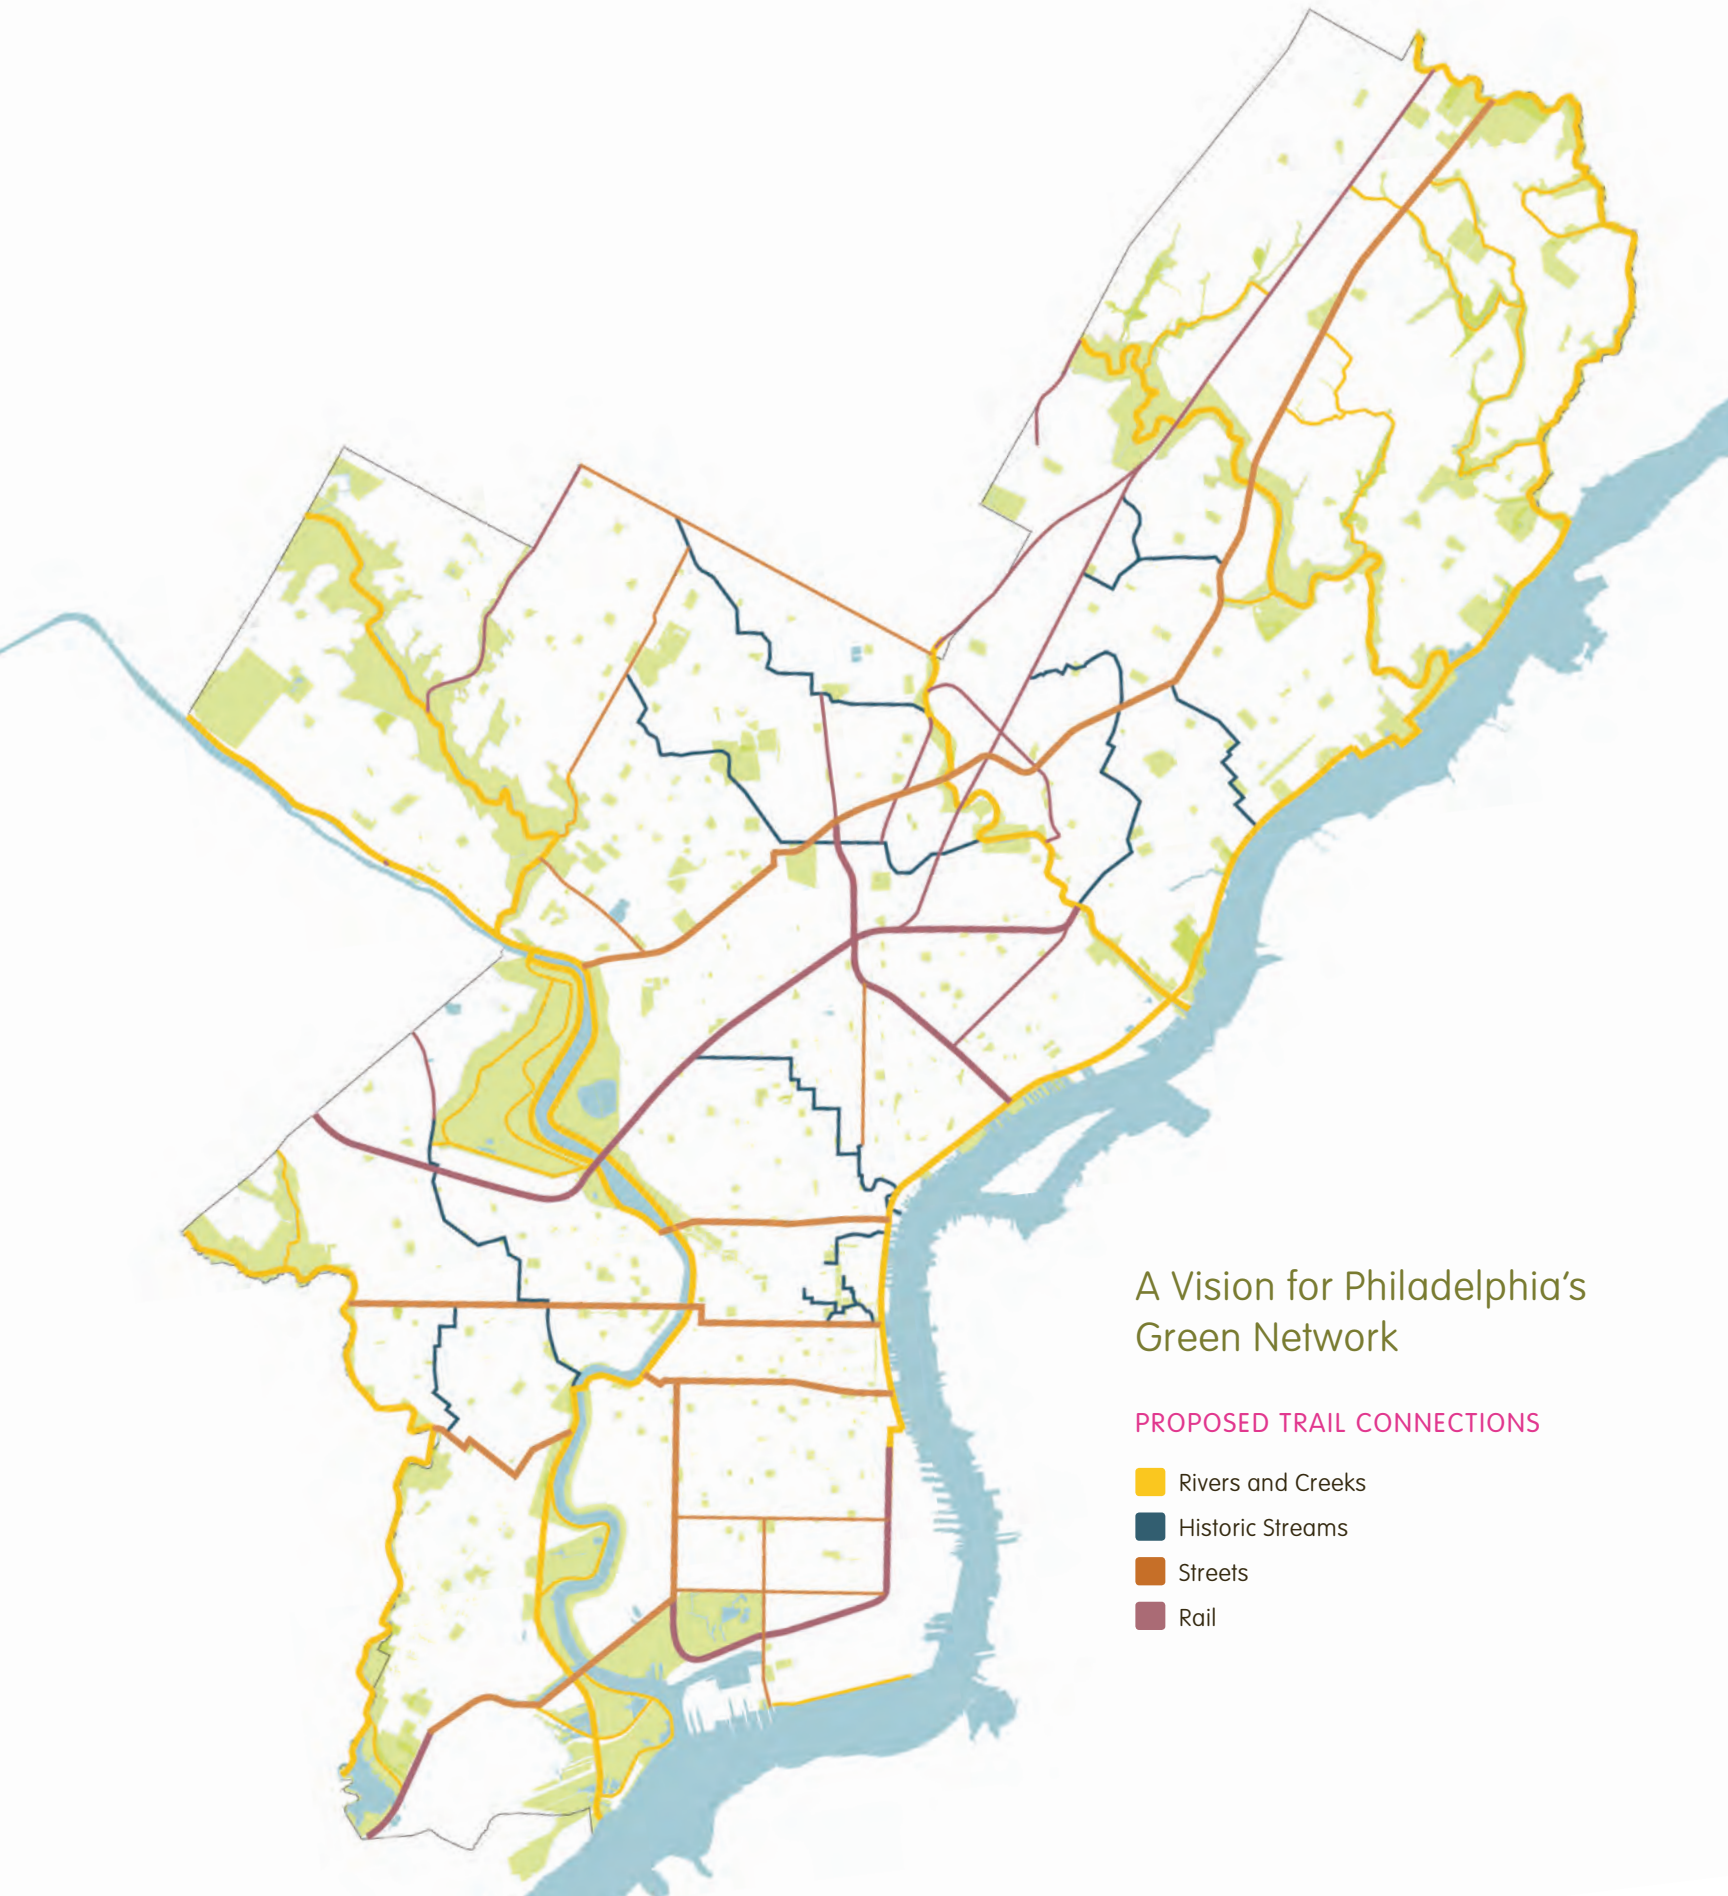 A Vision for Philadelphia's
Green Network
PROPOSED TRAIL CONNECTIONS
Rivers and Creeks
Historic Streams
Streets
Rail